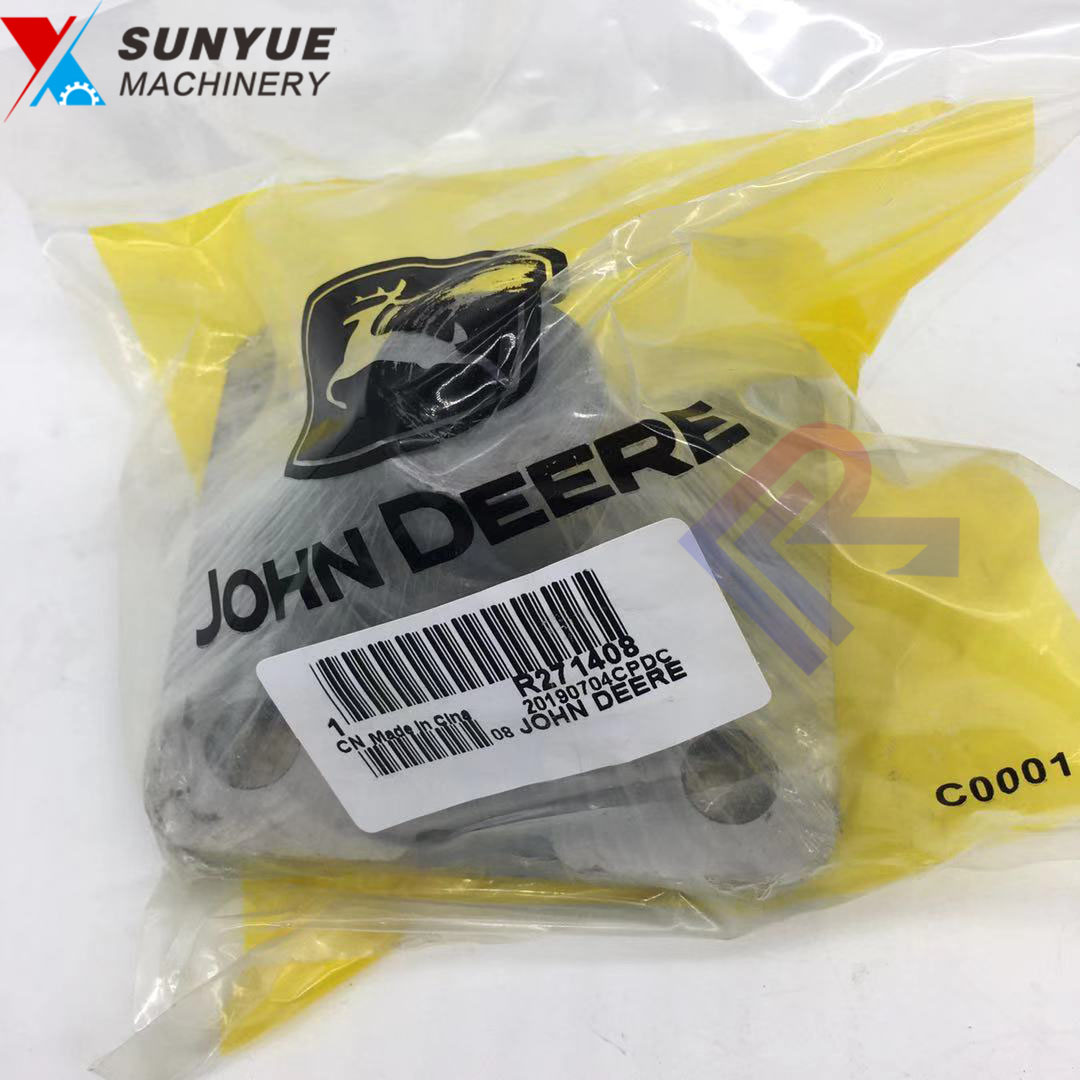 SUNYUE
MACHINERY
JOHN DEERE
R271408
1
20190704CPDC
CN Made In Cina
08 JOHN DEERE
C0001